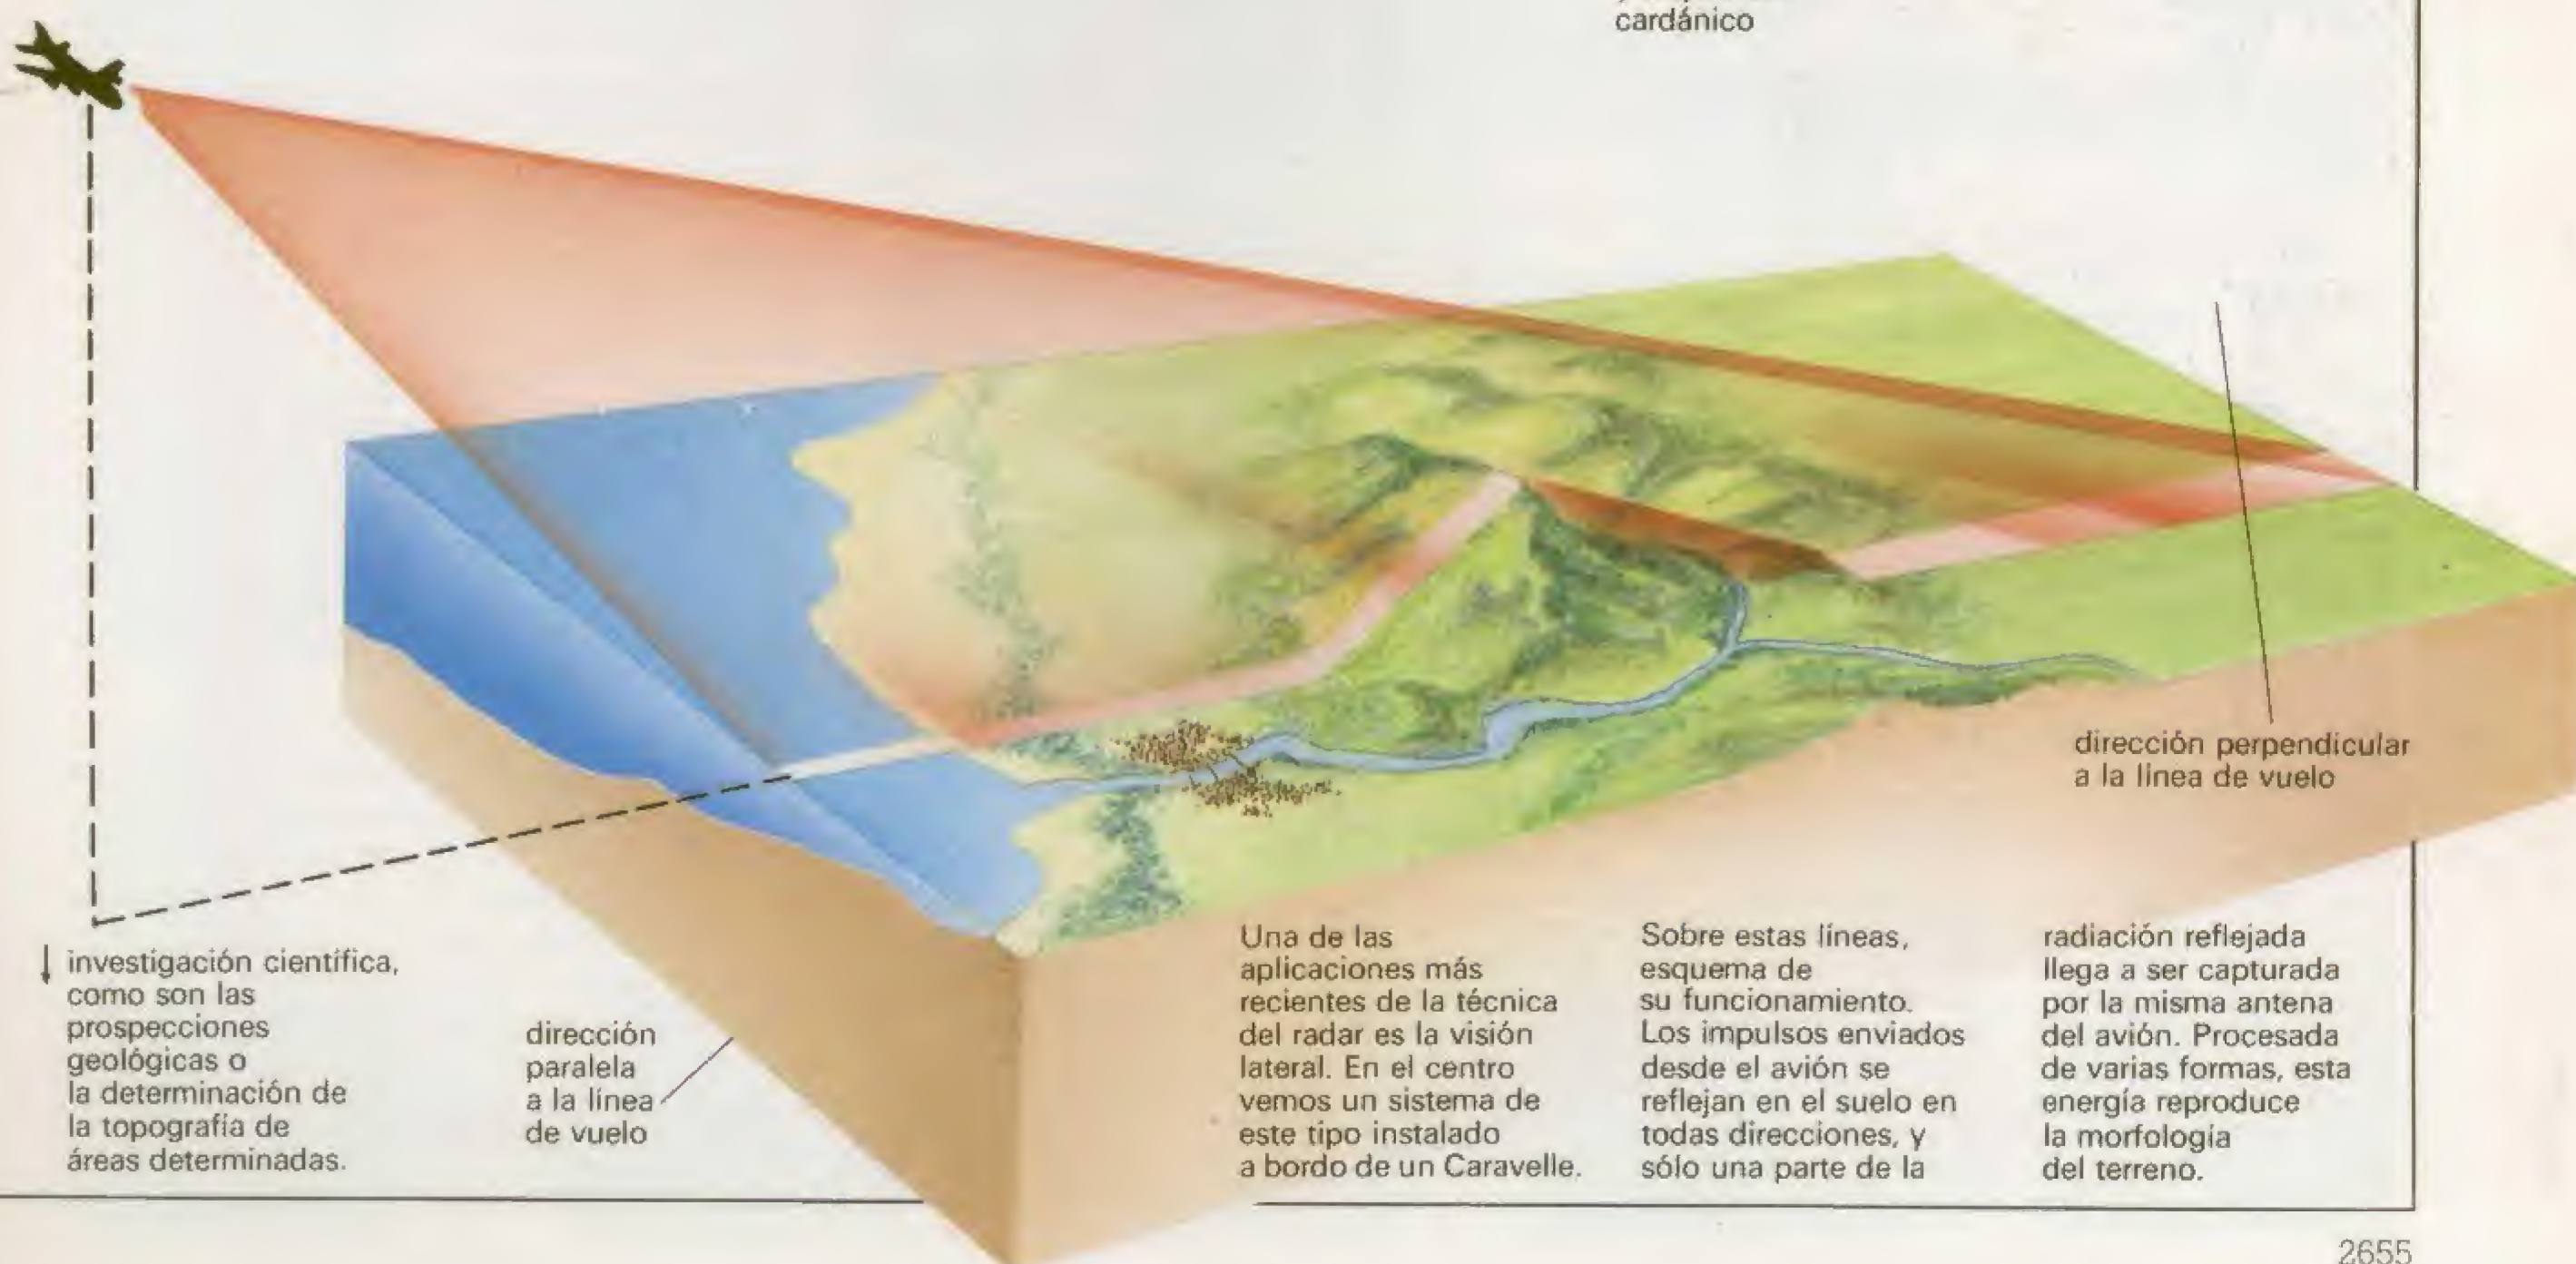 cardánico
dirección perpendicular
a la línea de vuelo
investigación científica,
como son las
prospecciones
geológicas o
la determinación de
la topografía de
áreas determinadas.
dirección
paralela
a la línea
de vuelo
Una de las
aplicaciones más
recientes de la técnica
del radar es la visión
lateral. En el centro
vemos un sistema de
este tipo instalado
a bordo de un Caravelle.
Sobre estas líneas,
esquema de
su funcionamiento.
Los impulsos enviados
desde el avión se
reflejan en el suelo en
todas direcciones, y
sólo una parte de la
radiación reflejada
llega a ser capturada
por la misma antena
del avión. Procesada
de varias formas, esta
energía reproduce
la morfología
del terreno.
2655